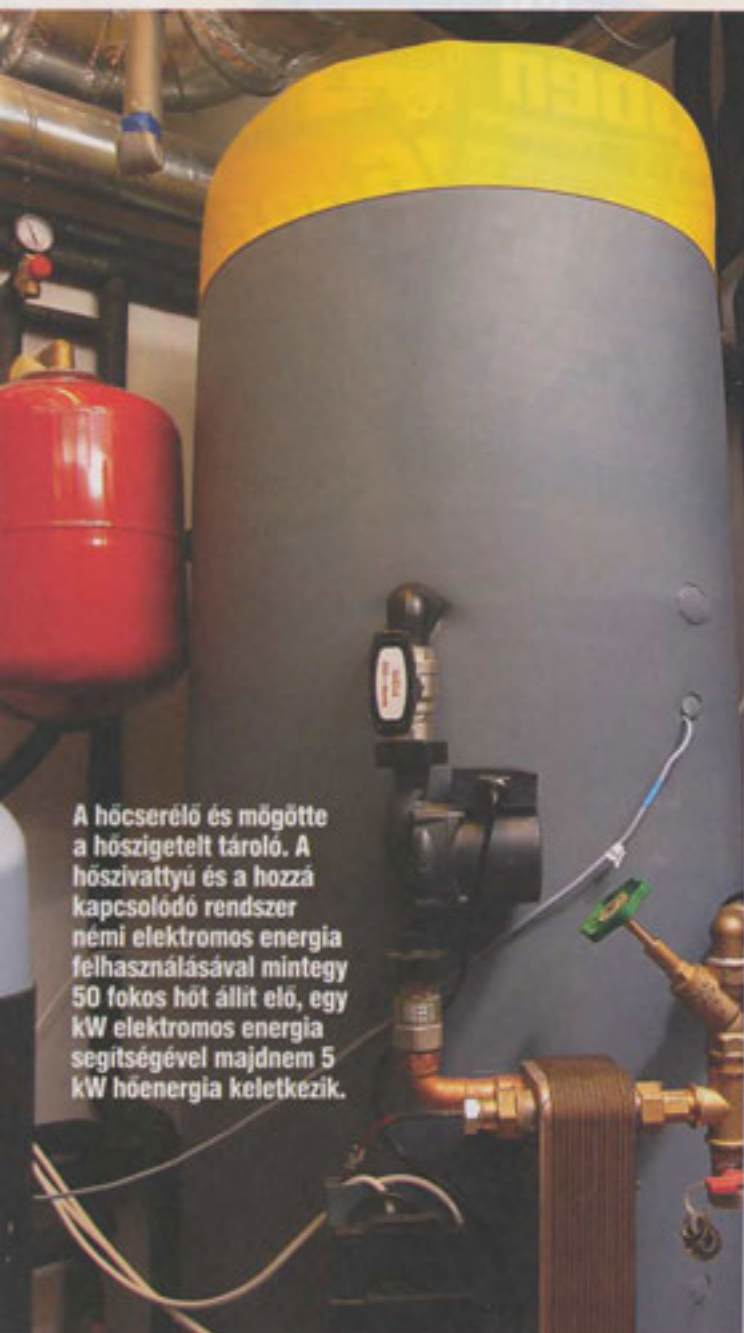 A hőcserélő és mögötte
a hőszigetelt tároló. A
hőszivattyú és a hozzá
kapcsolódó rendszer
némi elektromos energia
felhasználásával mintegy
50 fokos hőt állít elő, egy
kW elektromos energia
segítségével majdnem 5
kW hőenergia keletkezik.